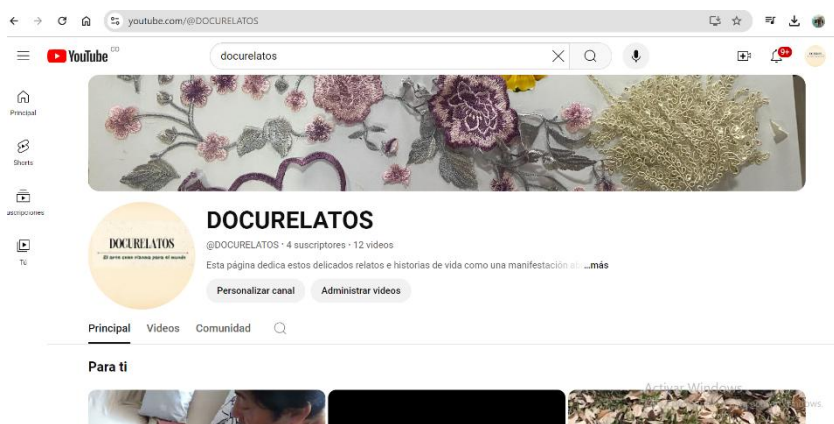 youtube.com/@DOCURELATOS
YouTube
docurelatos
9+
Principal
Shorts
Tú
DOCURELATOS
DOCURELATOS
@DOCURELATOS • 4 suscriptores • 12 videos
Esta página dedica estos delicados relatos e historias de vida como una manifestación ...más
Personalizar canal
Administrar videos
Principal Videos Comunidad
Para ti
Activar Windows